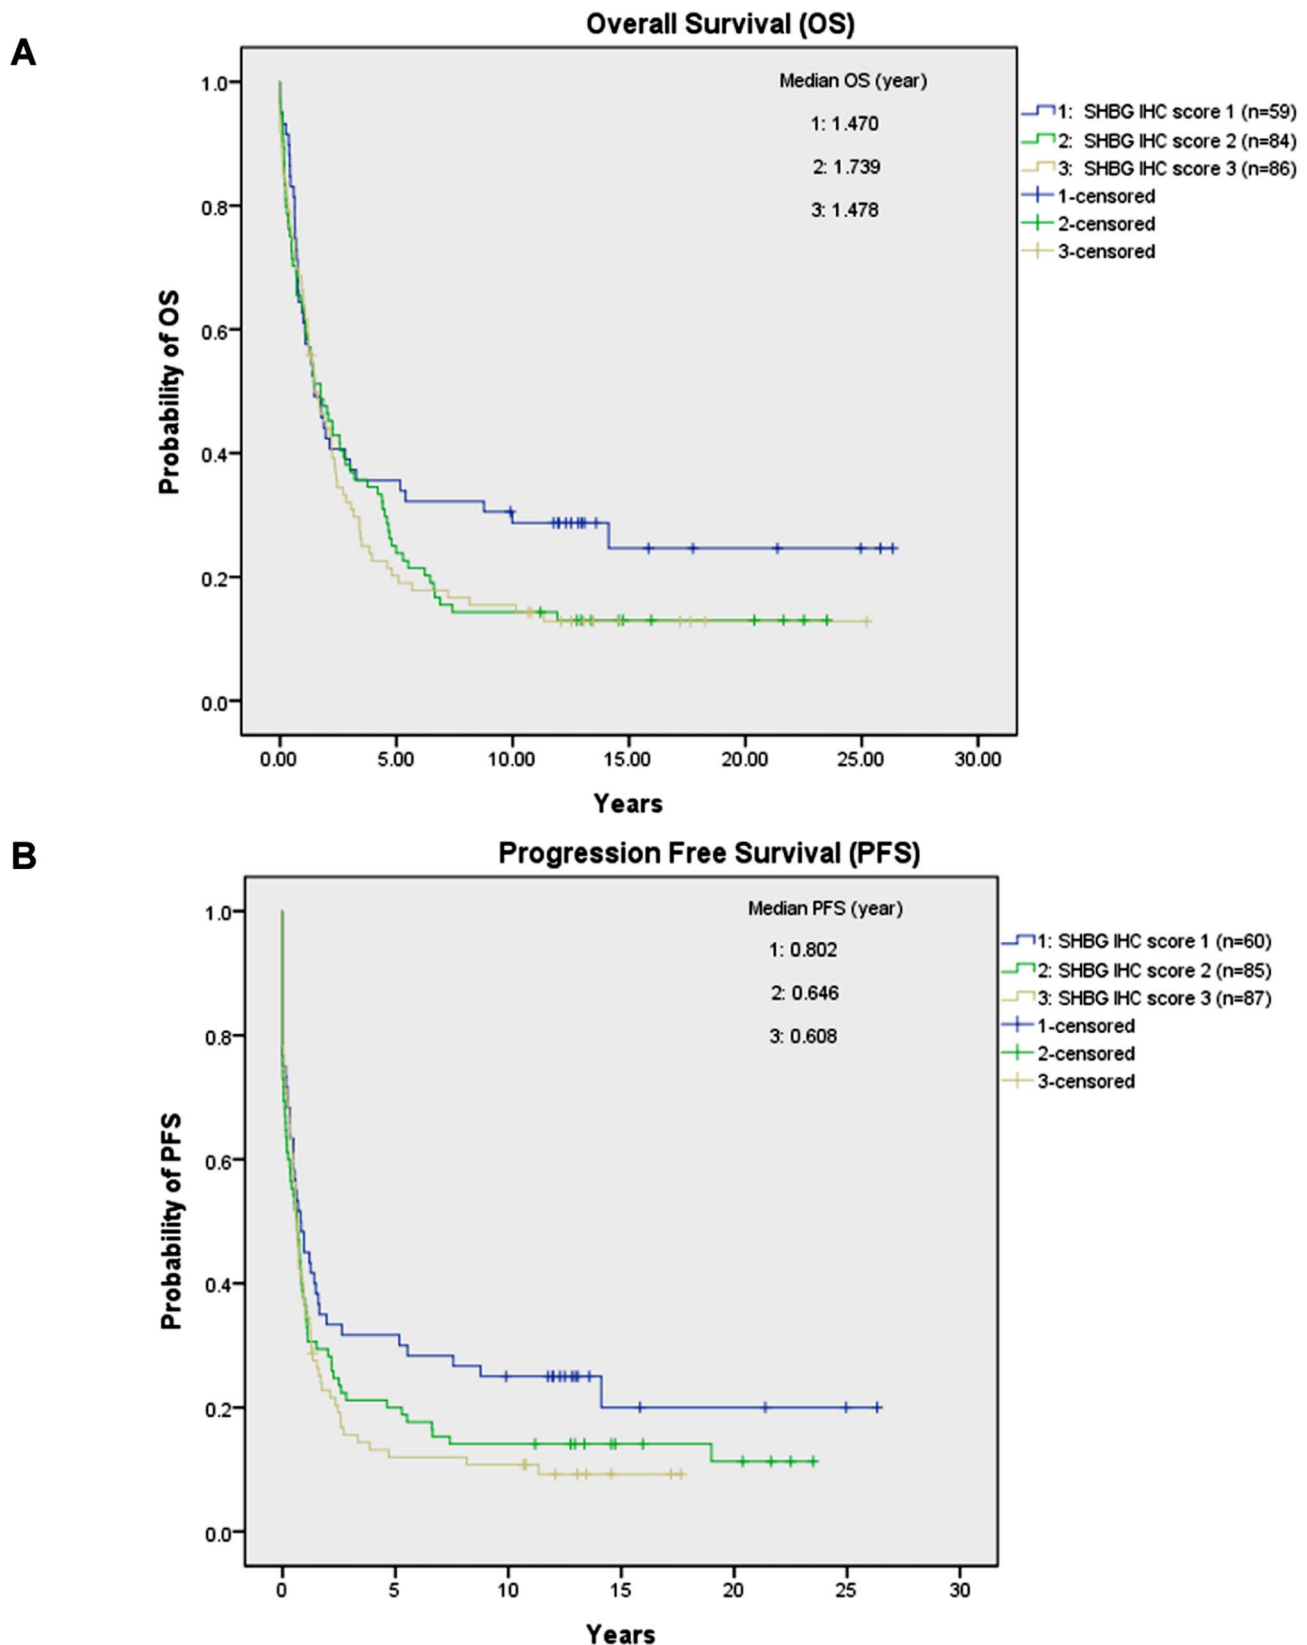 A
Overall Survival (OS)
Median OS (year)
1: 1.470
2: 1.739
3: 1.478
1: SHBG IHC score 1 (n=59)
2: SHBG IHC score 2 (n=84)
3: SHBG IHC score 3 (n=86)
1-censored
2-censored
3-censored
Probability of OS
1.0
0.8
0.6
0.4
0.2
0.0
0.00 5.00 10.00 15.00 20.00 25.00 30.00
Years
B
Progression Free Survival (PFS)
Median PFS (year)
1: 0.802
2: 0.646
3: 0.608
1: SHBG IHC score 1 (n=60)
2: SHBG IHC score 2 (n=85)
3: SHBG IHC score 3 (n=87)
1-censored
2-censored
3-censored
Probability of PFS
1.0
0.8
0.6
0.4
0.2
0.0
0 5 10 15 20 25 30
Years